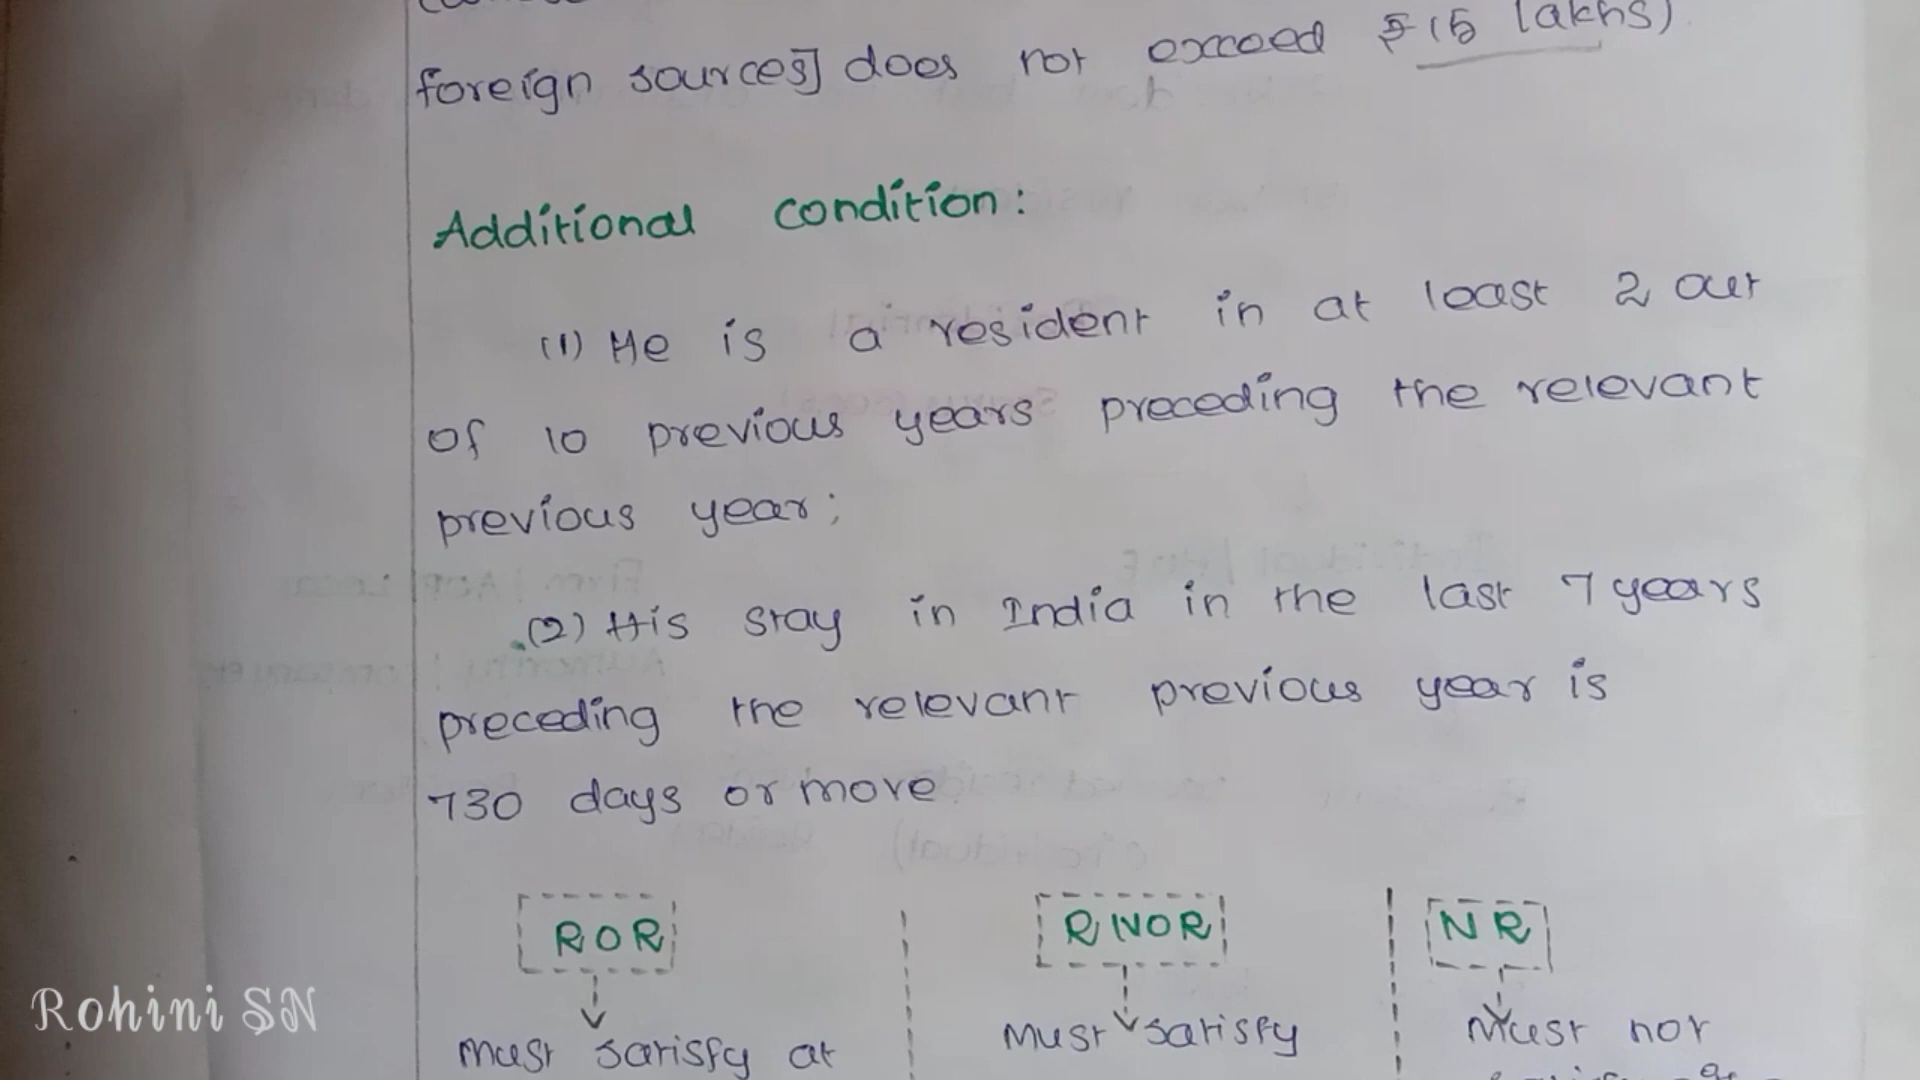 foreign sources] does not exceed ₹ 15 lakhs)
Additional condition:
(1) He is a resident in at least 2 out
of 10 previous years preceding the relevant
previous year;
(2) His stay in India in the last 7 years
preceding the relevant previous year is
730 days or more
ROR RNOR NR
Must satisfy at Must satisfy Must not
Rohini SN